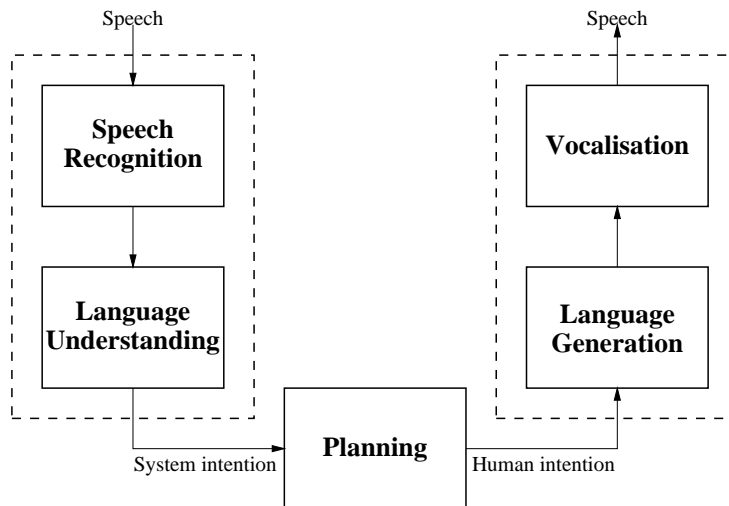 Speech
Speech
Recognition
Language
Understanding
System intention
Planning
Human intention
Language
Generation
Vocalisation
Speech